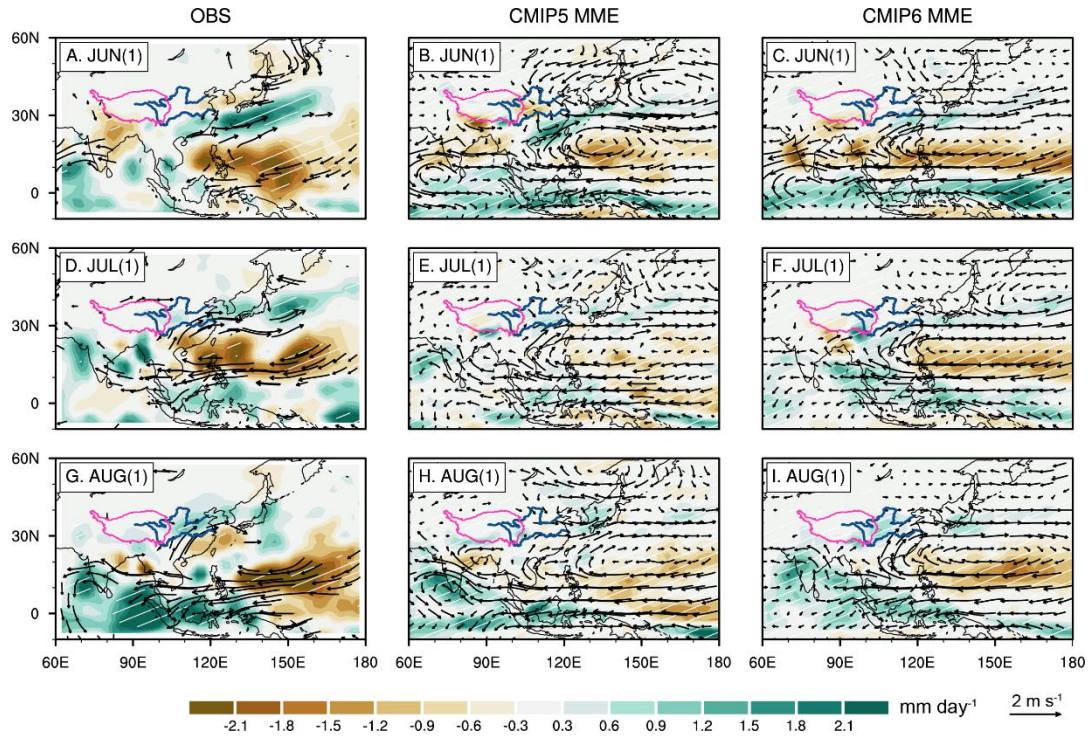 OBS CMIP5 MME CMIP6 MME
60N A. JUN(1) B. JUN(1) C. JUN(1)
30N
0
60N D. JUL(1) E. JUL(1) F. JUL(1)
30N
0
60N G. AUG(1) H. AUG(1) I. AUG(1)
30N
0
60E 90E 120E 150E 180 60E 90E 120E 150E 180 60E 90E 120E 150E 180
mm day⁻¹ 2 m s⁻¹
-2.1 -1.8 -1.5 -1.2 -0.9 -0.6 -0.3 0.3 0.6 0.9 1.2 1.5 1.8 2.1